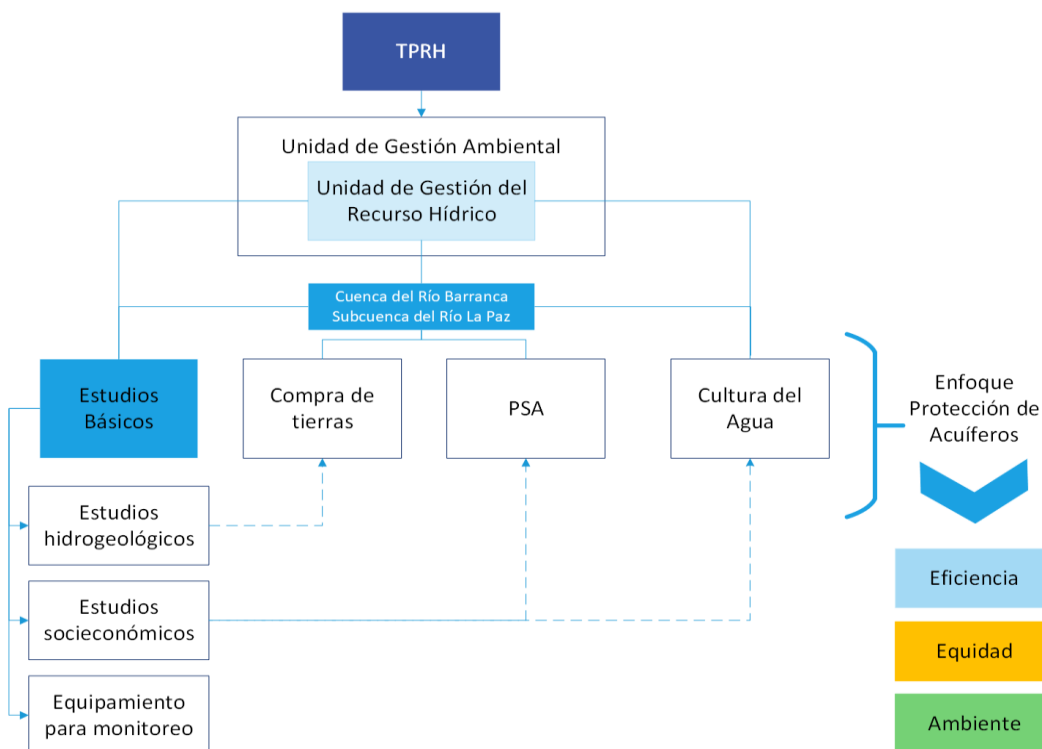 TPRH
Unidad de Gestión Ambiental
Unidad de Gestión del
Recurso Hídrico
Cuenca del Río Barranca
Subcuenca del Río La Paz
Estudios
Básicos
Compra de
tierras
PSA
Cultura del
Agua
Enfoque
Protección de
Acuíferos
Estudios
hidrogeológicos
Estudios
socieconómicos
Equipamiento
para monitoreo
Eficiencia
Equidad
Ambiente